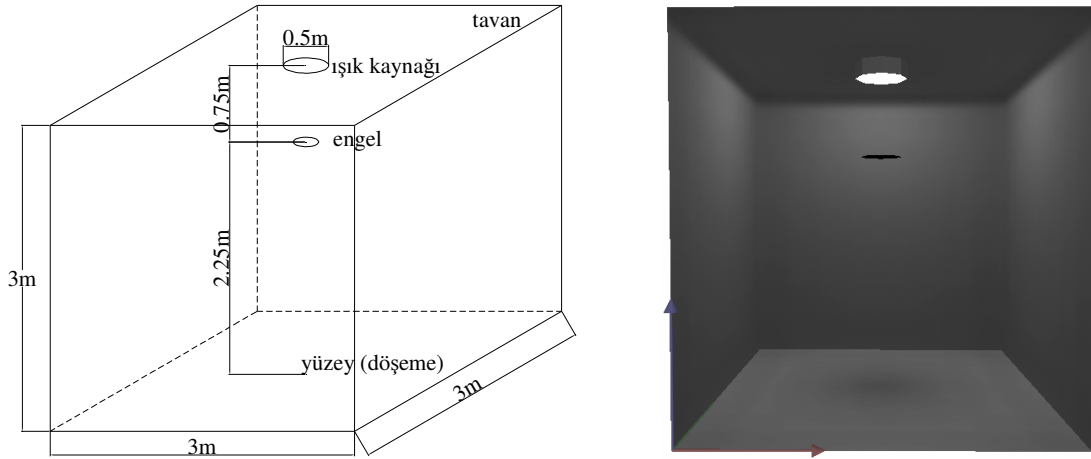 tavan
0.5m
ışık kaynağı
0.75m
engel
2.25m
3m
yüzey (döşeme)
3m
3m